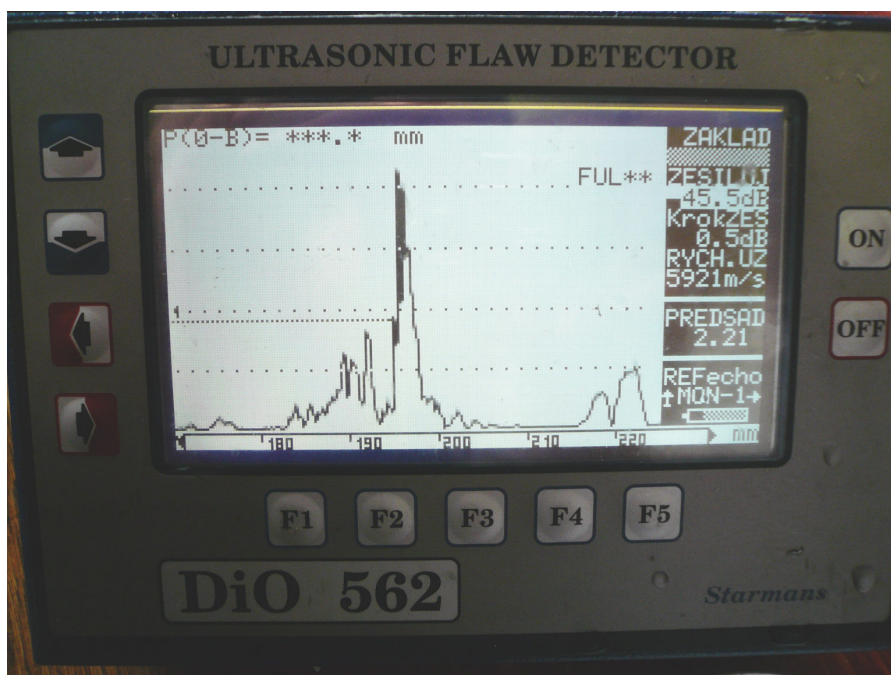 ULTRASONIC FLAW DETECTOR
P(0-B)= ***.* mm
ZAKLAD
FUL**
ZESILUJ
45.5dB
KrokZES
0.5dB
RYCH.UZ
5921m/s
PREDSAD
2.21
REFecho
↑MQN-1→
180 190 200 210 220 mm
ON
OFF
F1 F2 F3 F4 F5
DiO 562
Starmans